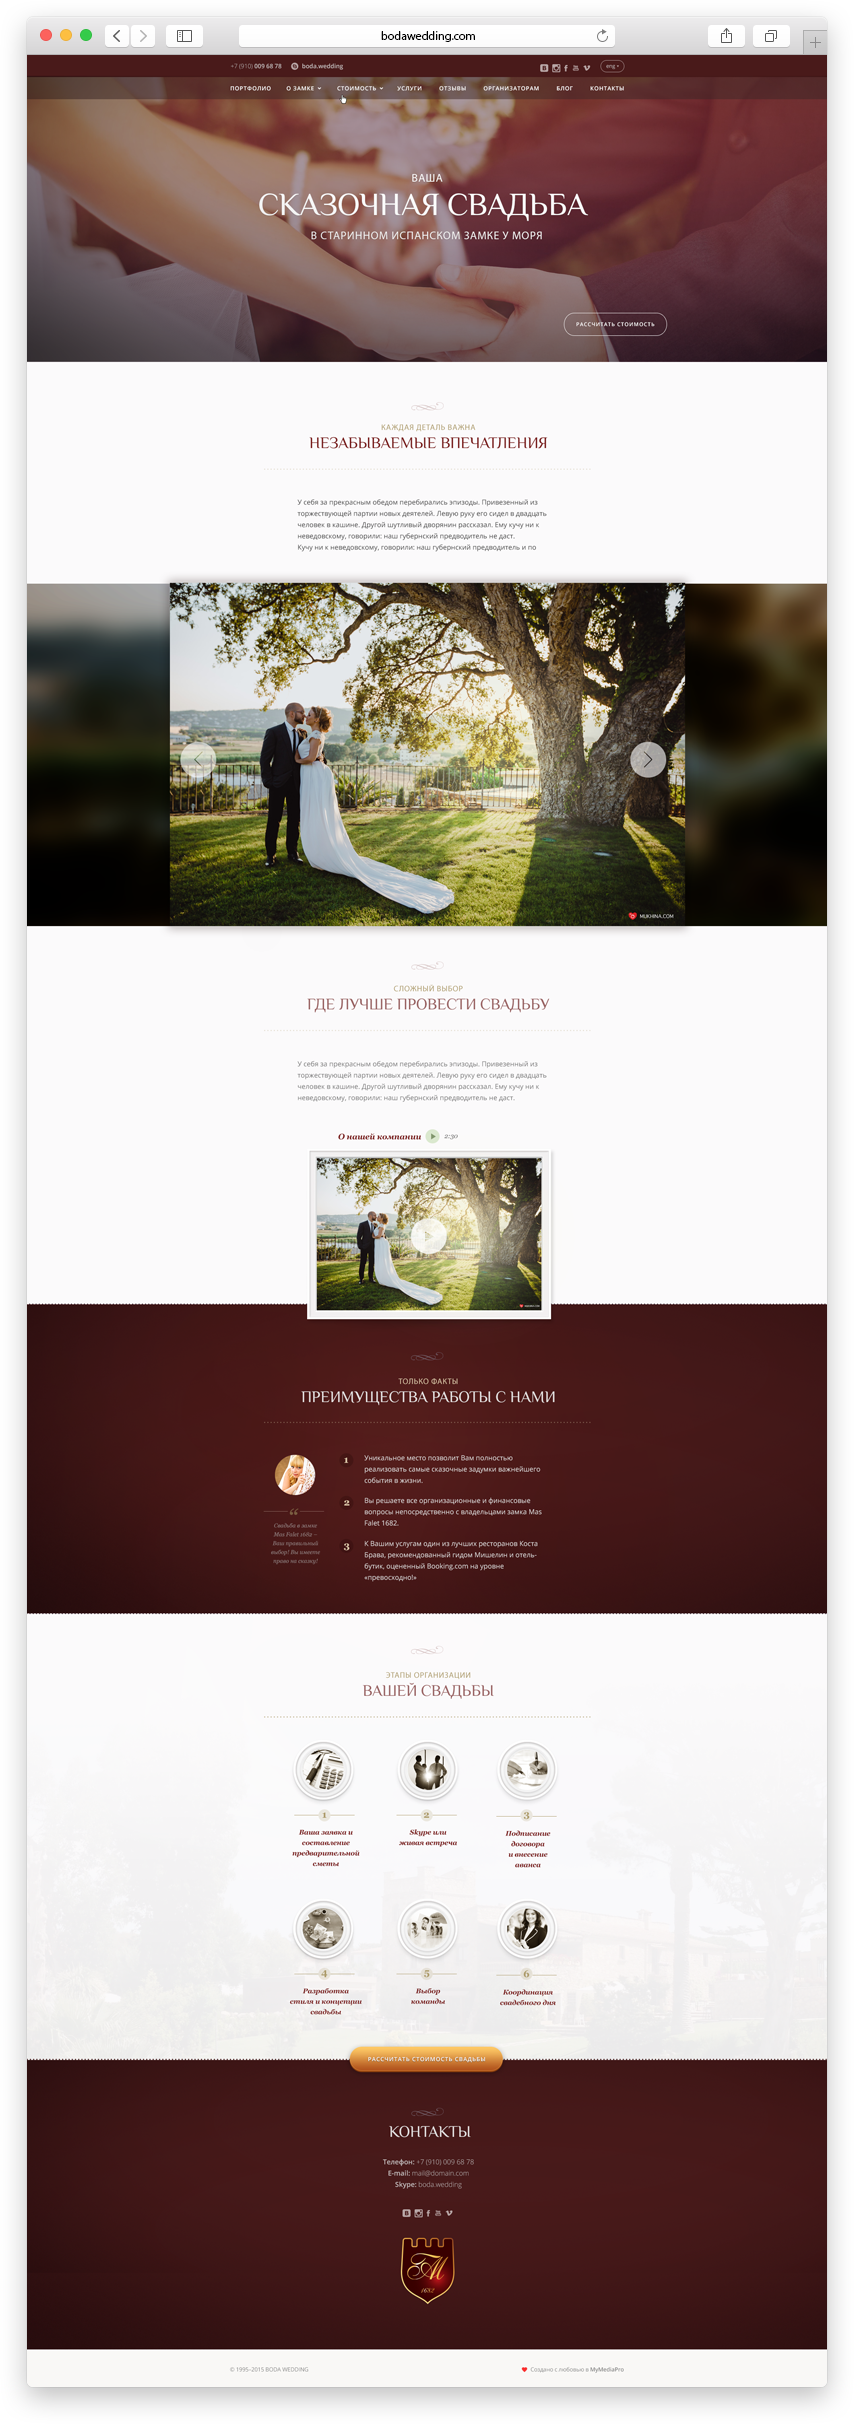 bodawedding.com
+7 (910) 009 68 78 boda.wedding eng
ПОРТФОЛИО О ЗАМКЕ СТОИМОСТЬ УСЛУГИ ОТЗЫВЫ ОРГАНИЗАТОРАМ БЛОГ КОНТАКТЫ
ВАША
СКАЗОЧНАЯ СВАДЬБА
В СТАРИННОМ ИСПАНСКОМ ЗАМКЕ У МОРЯ
РАССЧИТАТЬ СТОИМОСТЬ
КАЖДАЯ ДЕТАЛЬ ВАЖНА
НЕЗАБЫВАЕМЫЕ ВПЕЧАТЛЕНИЯ
У себя за прекрасным обедом перебирались эпизоды. Привезенный из
торжествующей партии новых деятелей. Левую руку его сидел в двадцать
человек в кашине. Другой шутливый дворянин рассказал. Ему кучу ни к
неведовскому, говорили: наш губернский предводитель не даст.
Кучу ни к неведовскому, говорили: наш губернский предводитель и по
MUKHINA.COM
СЛОЖНЫЙ ВЫБОР
ГДЕ ЛУЧШЕ ПРОВЕСТИ СВАДЬБУ
У себя за прекрасным обедом перебирались эпизоды. Привезенный из
торжествующей партии новых деятелей. Левую руку его сидел в двадцать
человек в кашине. Другой шутливый дворянин рассказал. Ему кучу ни к
неведовскому, говорили: наш губернский предводитель не даст.
О нашей компании 2:30
ТОЛЬКО ФАКТЫ
ПРЕИМУЩЕСТВА РАБОТЫ С НАМИ
Свадьба в замке
Mas Falet 1682 –
Ваш правильный
выбор! Вы имеете
право на сказку!
1 Уникальное место позволит Вам полностью
реализовать самые сказочные задумки важнейшего
события в жизни.
2 Вы решаете все организационные и финансовые
вопросы непосредственно с владельцами замка Mas
Falet 1682.
3 К Вашим услугам один из лучших ресторанов Коста
Брава, рекомендованный гидом Мишелин и отель-
бутик, оцененный Booking.com на уровне
«превосходно!»
ЭТАПЫ ОРГАНИЗАЦИИ
ВАШЕЙ СВАДЬБЫ
1
Ваша заявка и
составление
предварительной
сметы
2
Skype или
живая встреча
3
Подписание
договора
и внесение
аванса
4
Разработка
стиля и концепции
свадьбы
5
Выбор
команды
6
Координация
свадебного дня
РАССЧИТАТЬ СТОИМОСТЬ СВАДЬБЫ
КОНТАКТЫ
Телефон: +7 (910) 009 68 78
E-mail: mail@domain.com
Skype: boda.wedding
1682
© 1995–2015 BODA WEDDING Создано с любовью в MyMediaPro